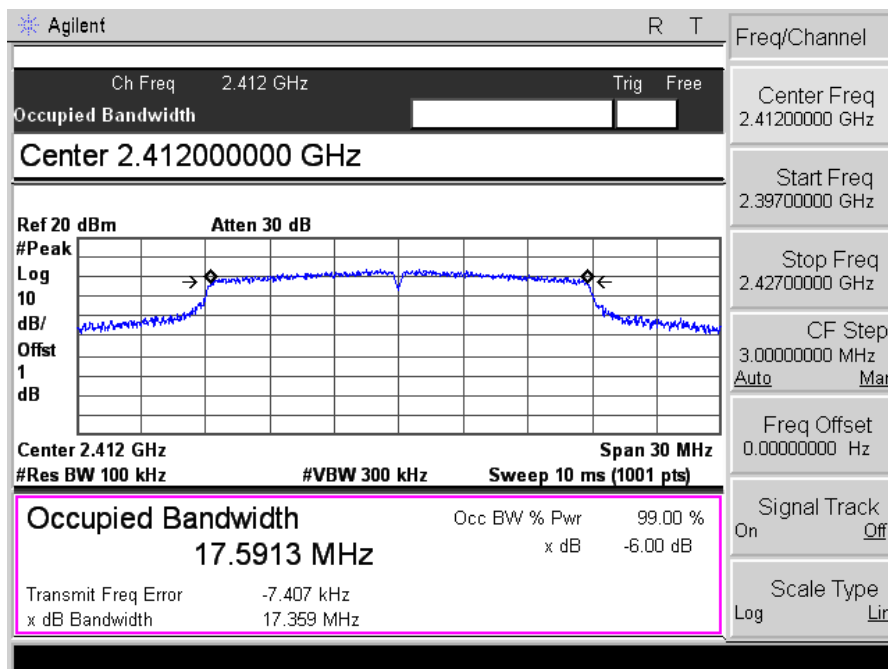 Agilent R T
Freq/Channel
Ch Freq 2.412 GHz Trig Free
Occupied Bandwidth
Center 2.412000000 GHz
Ref 20 dBm Atten 30 dB
#Peak
Log
10
dB/
Offst
1
dB
Center 2.412 GHz Span 30 MHz
#Res BW 100 kHz #VBW 300 kHz Sweep 10 ms (1001 pts)
Occupied Bandwidth
17.5913 MHz
Occ BW % Pwr 99.00 %
x dB -6.00 dB
Transmit Freq Error -7.407 kHz
x dB Bandwidth 17.359 MHz
Center Freq
2.41200000 GHz
Start Freq
2.39700000 GHz
Stop Freq
2.42700000 GHz
CF Step
3.00000000 MHz
Auto Man
Freq Offset
0.00000000 Hz
Signal Track
On Off
Scale Type
Log Lin